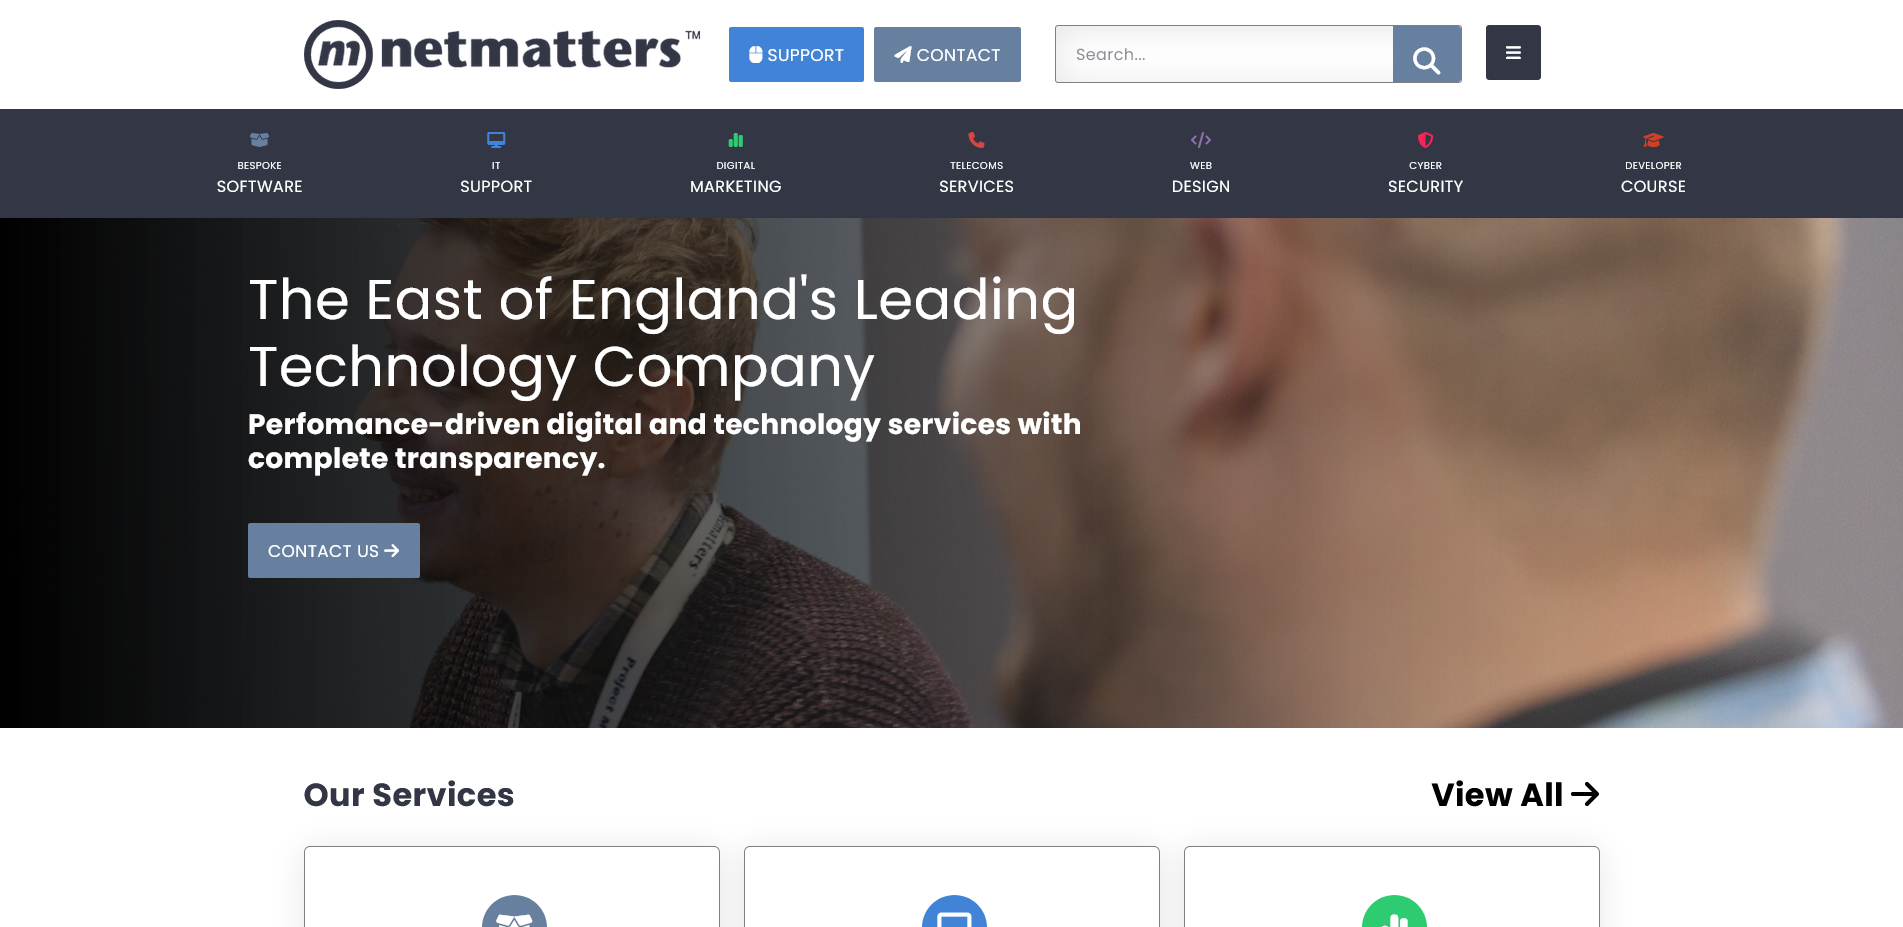 m netmatters™
SUPPORT
CONTACT
Search...
BESPOKE
SOFTWARE
IT
SUPPORT
DIGITAL
MARKETING
TELECOMS
SERVICES
WEB
DESIGN
CYBER
SECURITY
DEVELOPER
COURSE
The East of England's Leading
Technology Company
Perfomance-driven digital and technology services with
complete transparency.
CONTACT US
Our Services
View All